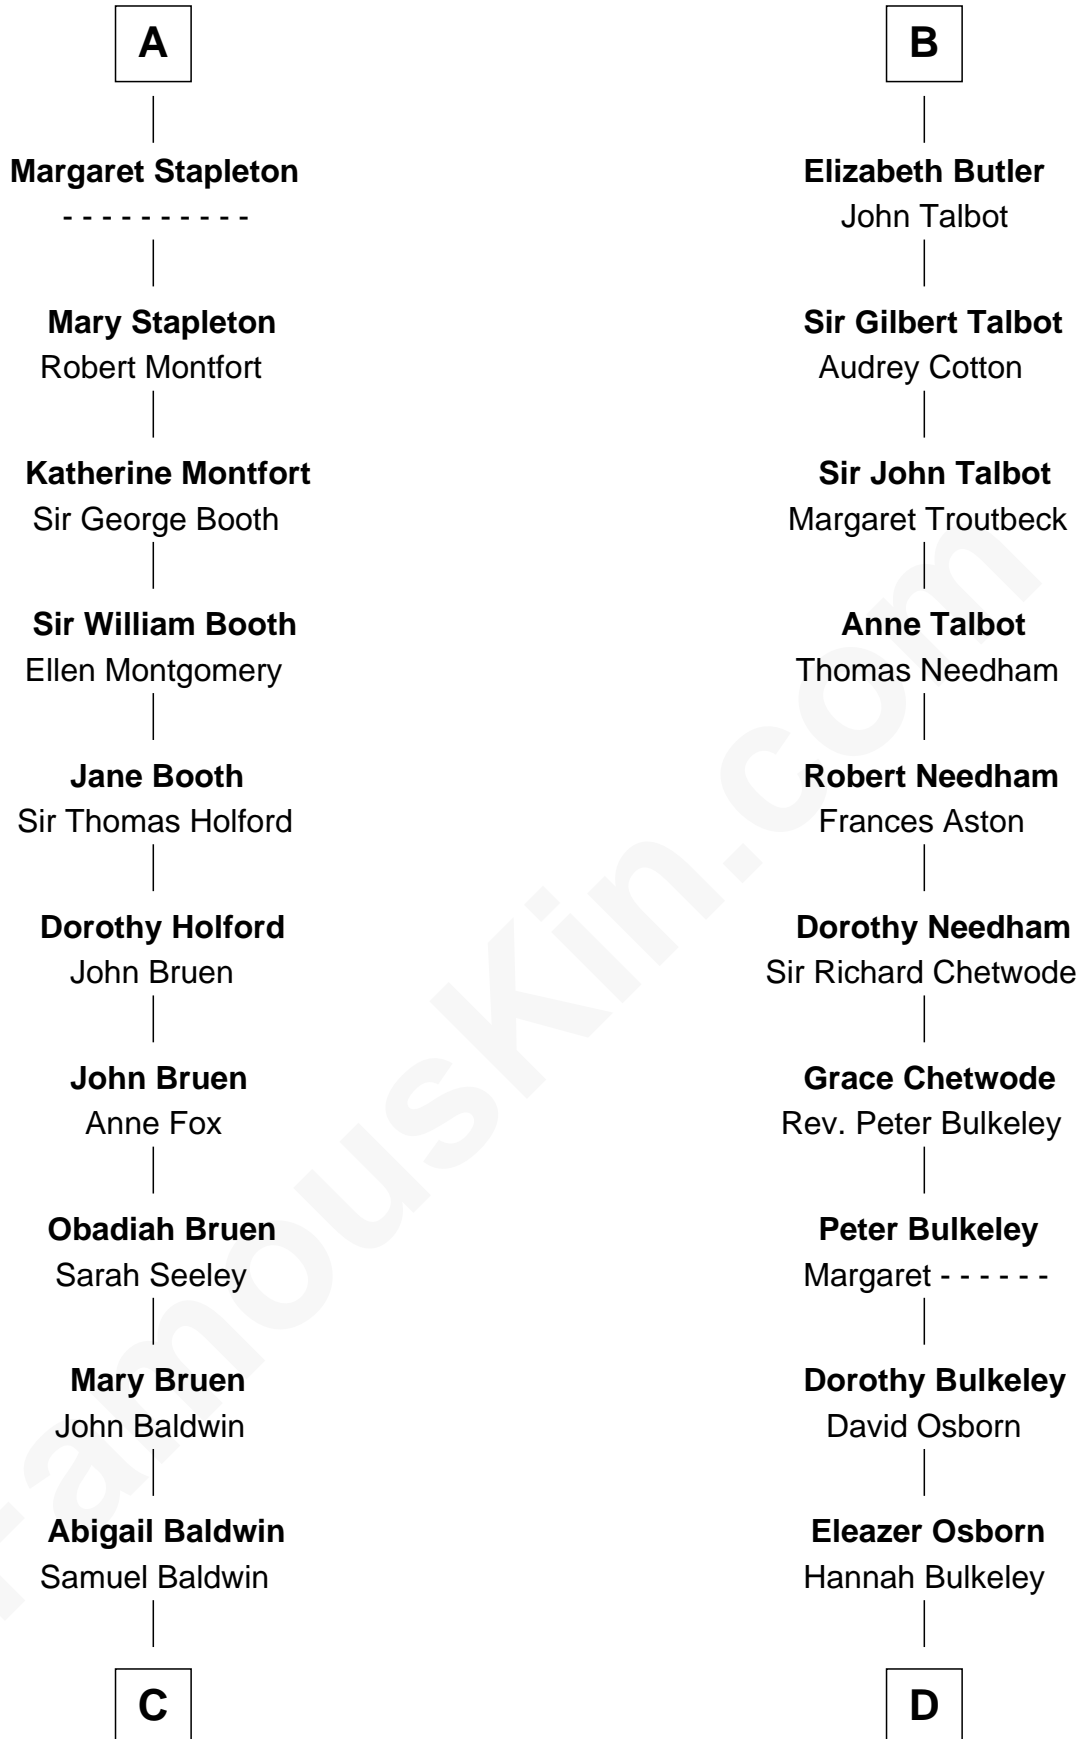 A
Margaret Stapleton
- - - - - - - - - -
Mary Stapleton
Robert Montfort
Katherine Montfort
Sir George Booth
Sir William Booth
Ellen Montgomery
Jane Booth
Sir Thomas Holford
Dorothy Holford
John Bruen
John Bruen
Anne Fox
Obadiah Bruen
Sarah Seeley
Mary Bruen
John Baldwin
Abigail Baldwin
Samuel Baldwin
C
B
Elizabeth Butler
John Talbot
Sir Gilbert Talbot
Audrey Cotton
Sir John Talbot
Margaret Troutbeck
Anne Talbot
Thomas Needham
Robert Needham
Frances Aston
Dorothy Needham
Sir Richard Chetwode
Grace Chetwode
Rev. Peter Bulkeley
Peter Bulkeley
Margaret - - - - - -
Dorothy Bulkeley
David Osborn
Eleazer Osborn
Hannah Bulkeley
D
FamousKin.com